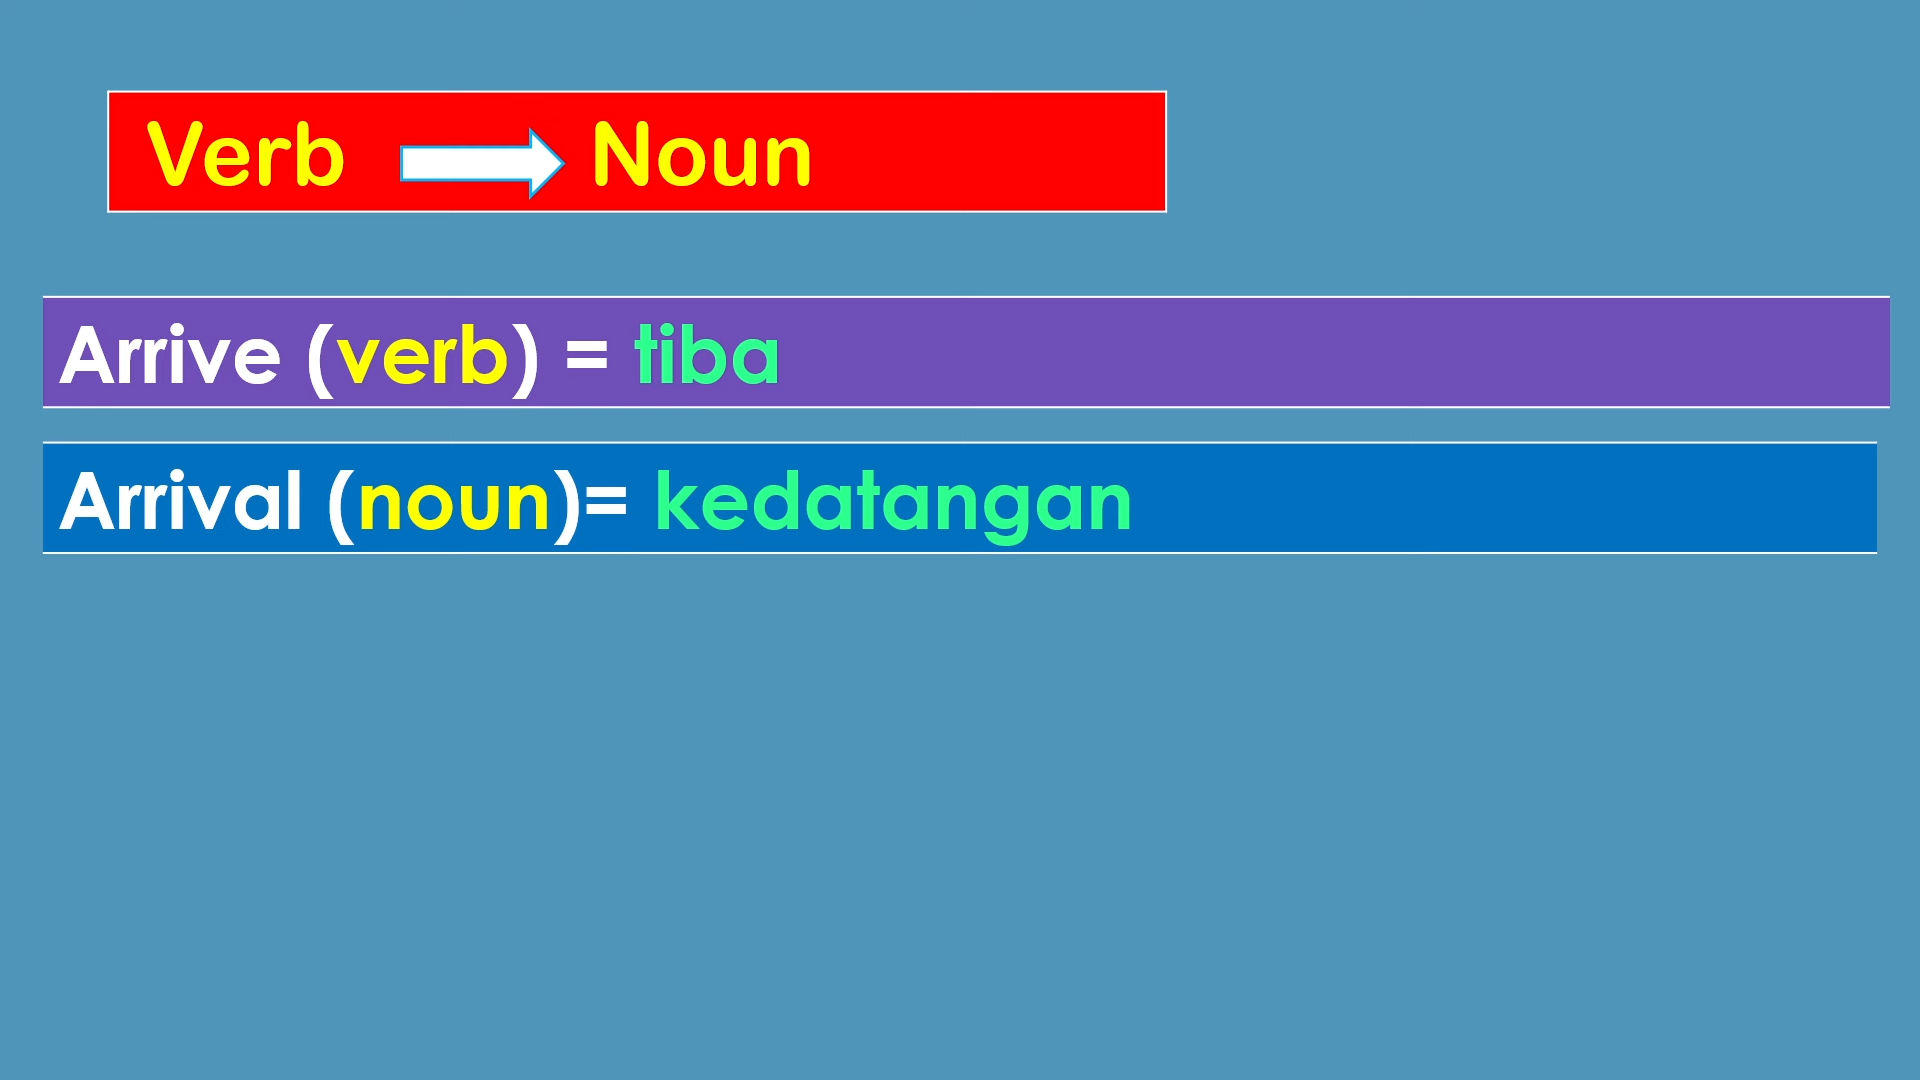 Verb Noun
Arrive (verb) = tiba
Arrival (noun)= kedatangan